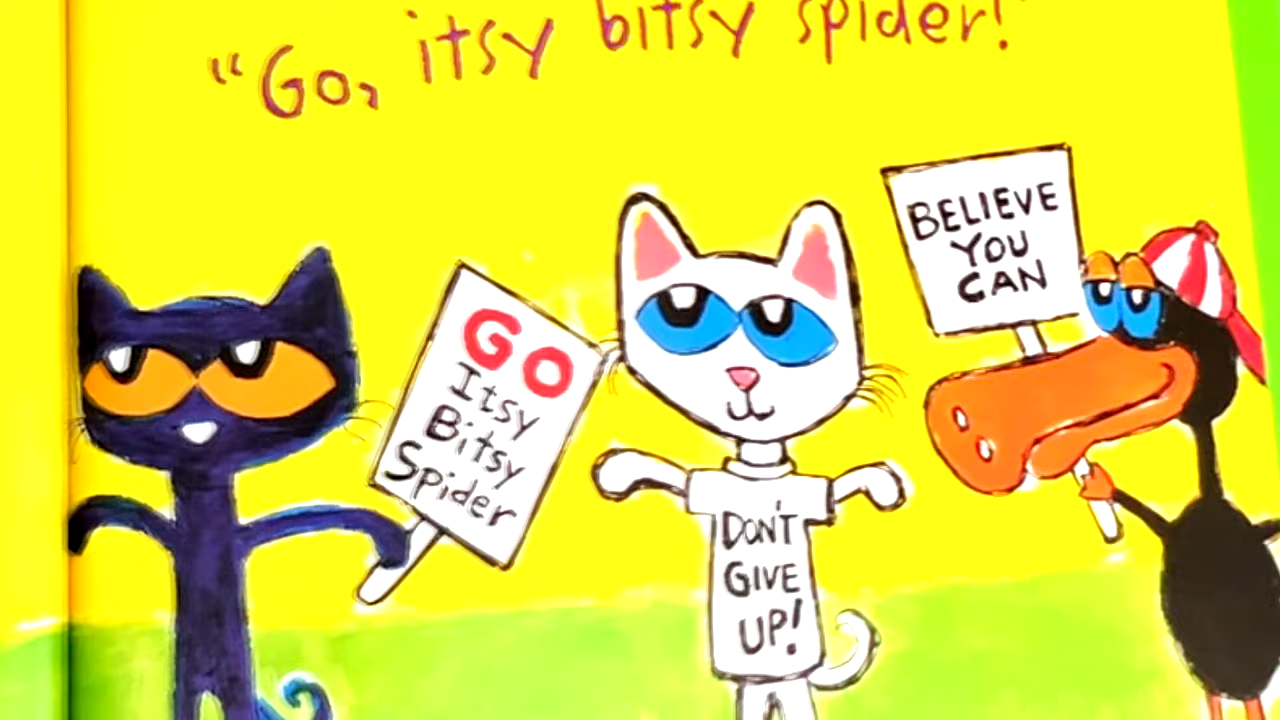 “Go, itsy bitsy spider!”
GO
Itsy
Bitsy
Spider
DON'T
GIVE
UP!
BELIEVE
YOU
CAN